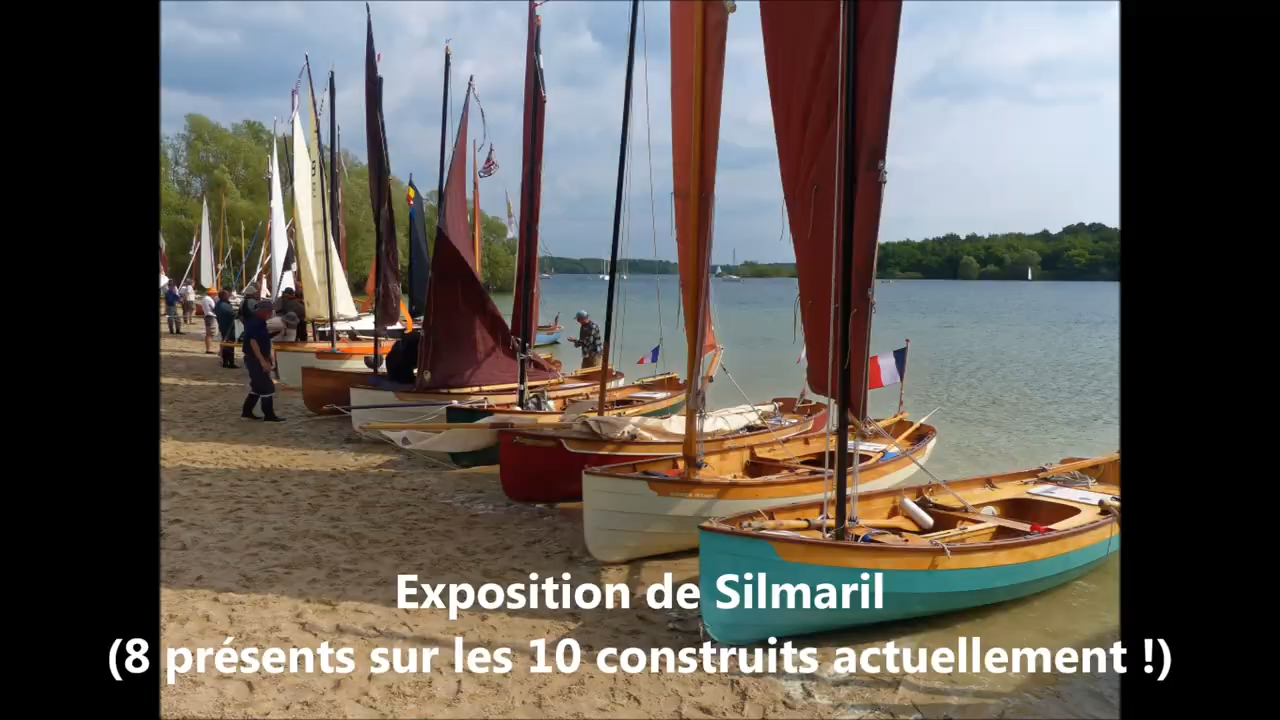 Exposition de Silmaril
(8 présents sur les 10 construits actuellement !)